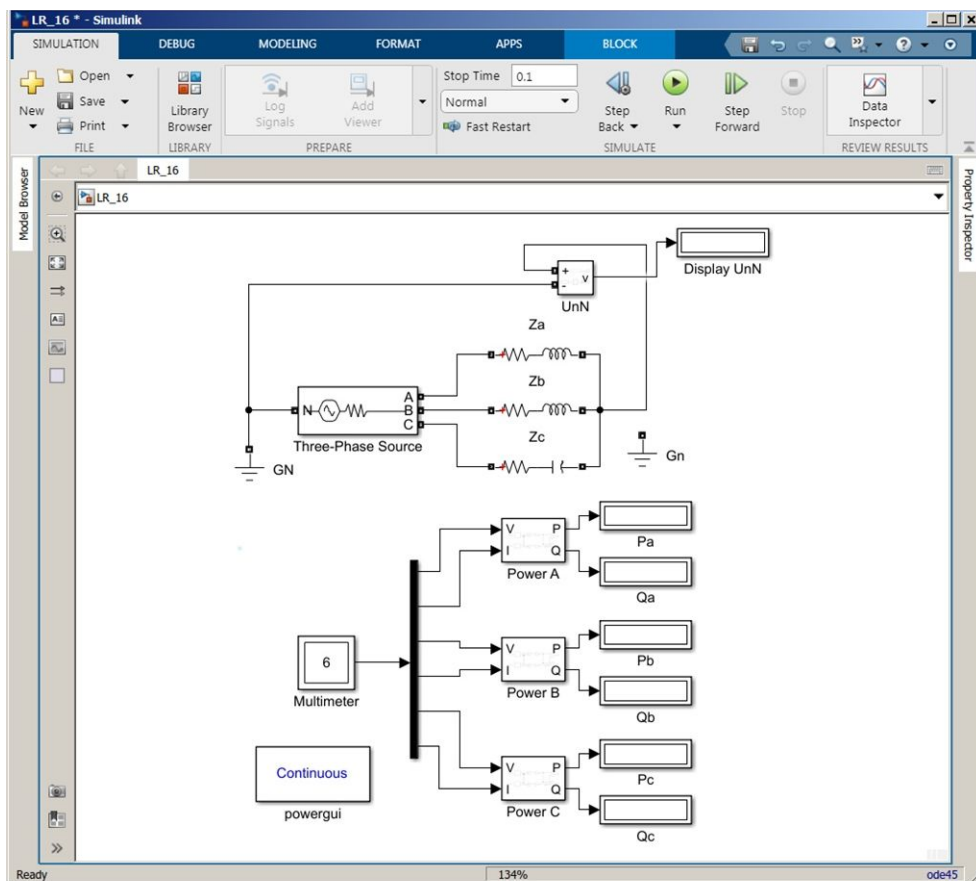 LR_16 * - Simulink
SIMULATION DEBUG MODELING FORMAT APPS BLOCK
New
Open
Save
Print
FILE
Library Browser
LIBRARY
Log Signals
Add Viewer
PREPARE
Stop Time 0.1
Normal
Fast Restart
Step Back
Run
Step Forward
Stop
SIMULATE
Data Inspector
REVIEW RESULTS
Model Browser
LR_16
LR_16
Property Inspector
Display UnN
+
-
v
UnN
Za
Zb
Zc
N
A
B
C
Three-Phase Source
GN
Gn
V P
I Q
Power A
Pa
Qa
6
Multimeter
V P
I Q
Power B
Pb
Qb
Continuous
powergui
V P
I Q
Power C
Pc
Qc
Ready 134% ode45